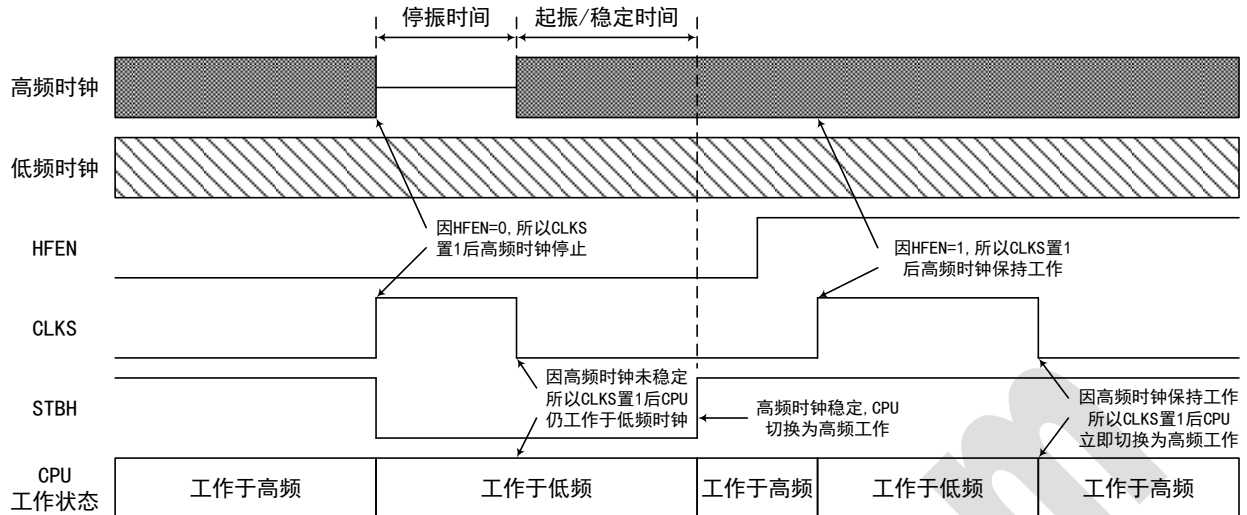 停振时间
起振/稳定时间
高频时钟
低频时钟
HFEN
因HFEN=0,所以CLKS
置1后高频时钟停止
因HFEN=1,所以CLKS置1
后高频时钟保持工作
CLKS
STBH
因高频时钟未稳定
所以CLKS置1后CPU
仍工作于低频时钟
高频时钟稳定,CPU
切换为高频工作
因高频时钟保持工作
所以CLKS置1后CPU
立即切换为高频工作
CPU
工作状态
工作于高频
工作于低频
工作于高频
工作于低频
工作于高频